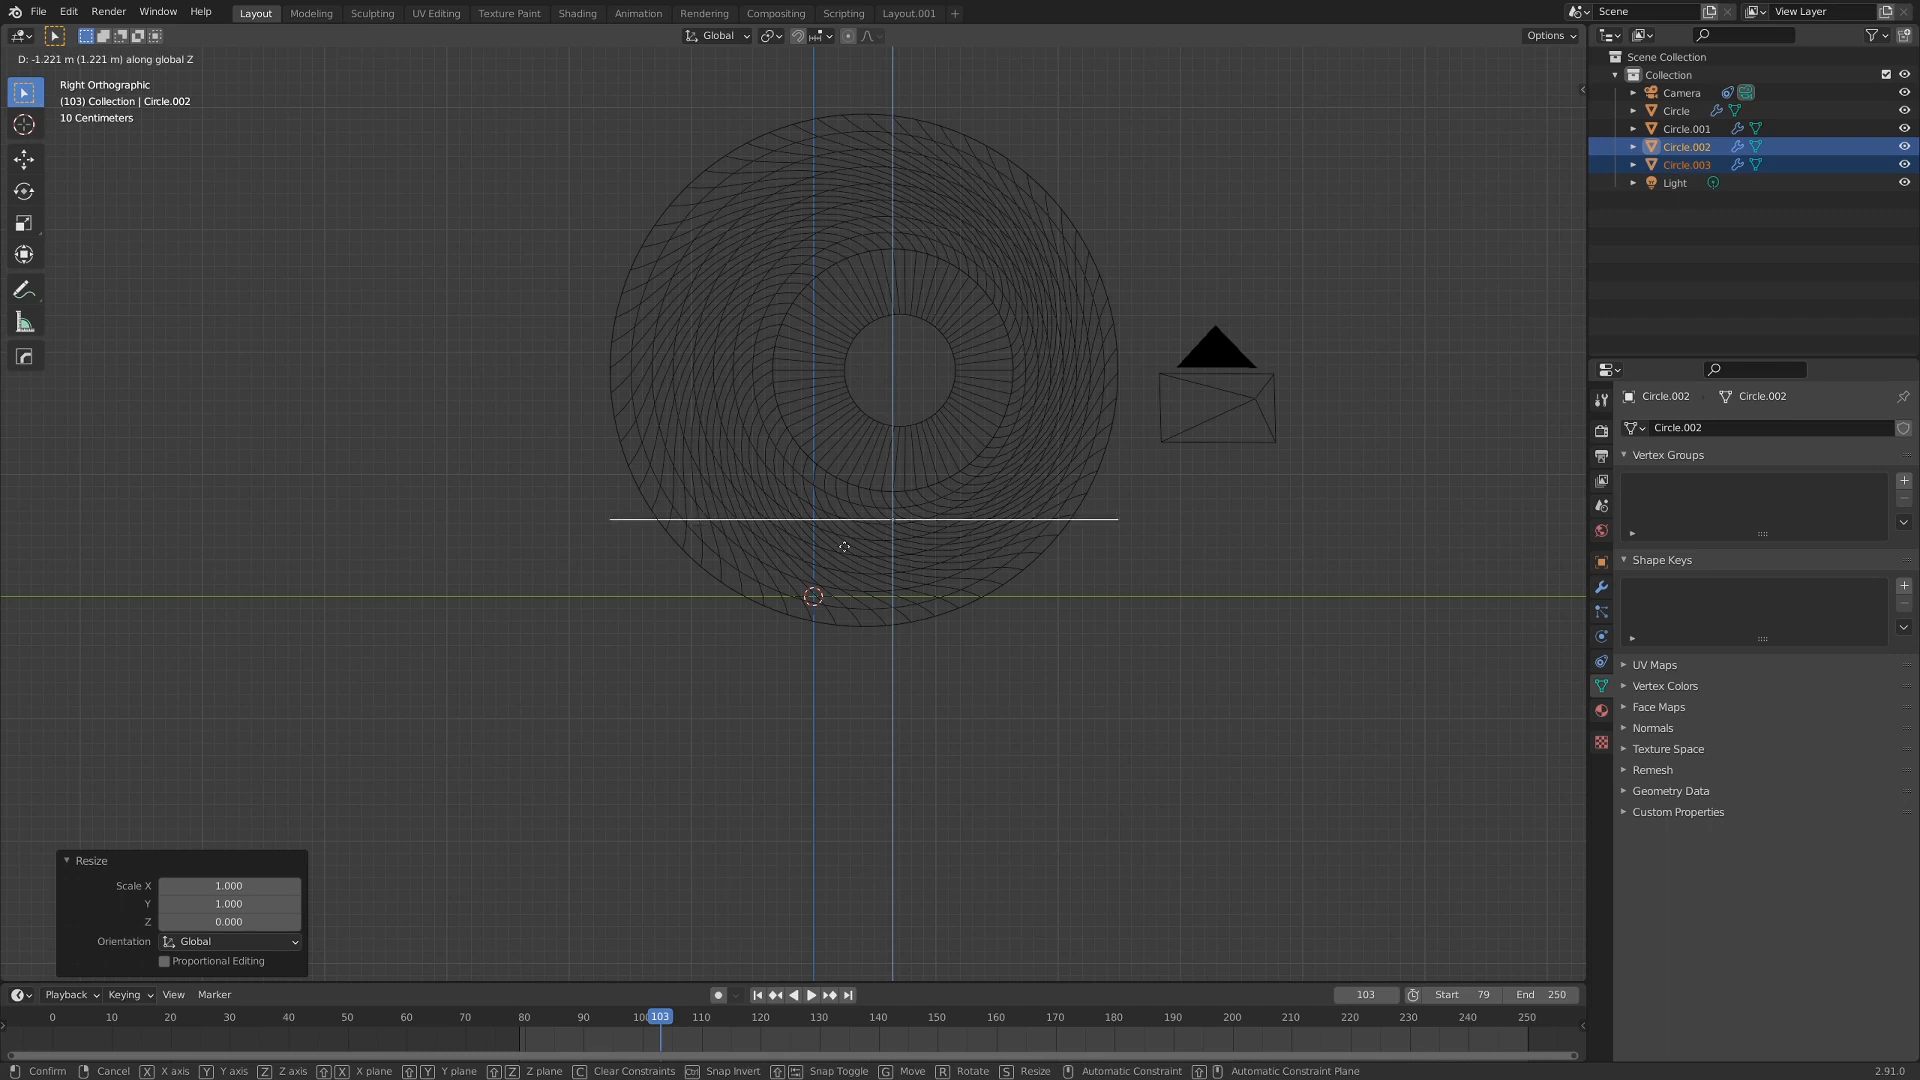 File Edit Render Window Help Layout Modeling Sculpting UV Editing Texture Paint Shading Animation Rendering Compositing Scripting Layout.001 + Scene View Layer
Global Options
D: -1.221 m (1.221 m) along global Z
Right Orthographic
(103) Collection | Circle.002
10 Centimeters
Scene Collection
Collection
Camera
Circle
Circle.001
Circle.002
Circle.003
Light
Circle.002 Circle.002
Circle.002
Vertex Groups
Shape Keys
UV Maps
Vertex Colors
Face Maps
Normals
Texture Space
Remesh
Geometry Data
Custom Properties
Resize
Scale X 1.000
Y 1.000
Z 0.000
Orientation Global
Proportional Editing
Playback Keying View Marker 103 Start 79 End 250
0 10 20 30 40 50 60 70 80 90 100 103 110 120 130 140 150 160 170 180 190 200 210 220 230 240 250
Confirm Cancel X X axis Y Y axis Z Z axis X X plane Y Y plane Z Z plane C Clear Constraints Ctrl Snap Invert Snap Toggle G Move R Rotate S Resize Automatic Constraint Automatic Constraint Plane 2.91.0